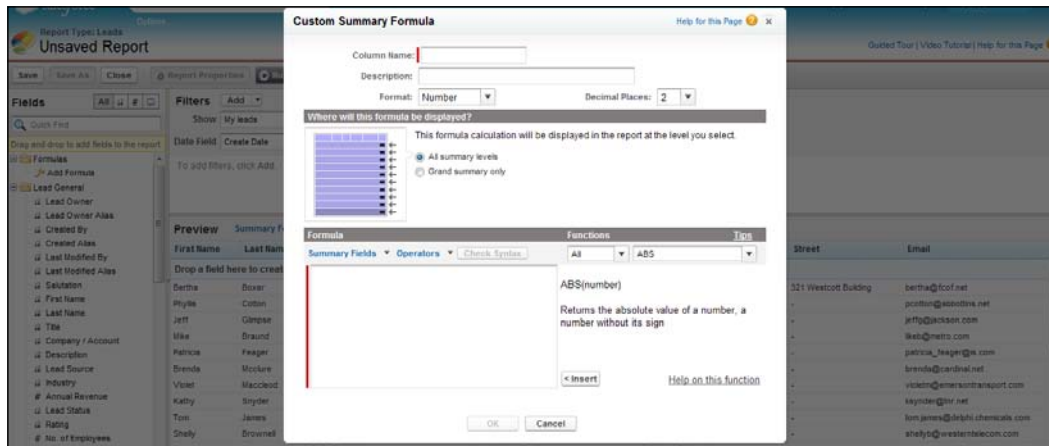 Report Type: Leads
Unsaved Report
Guided Tour | Video Tutorial | Help for this Page
Save
Save As
Close
Report Properties
Fields
All
Quick Find
Drag and drop to add fields to the report
Formulas
Add Formula
Lead General
Lead Owner
Lead Owner Alias
Created By
Created Alias
Last Modified By
Last Modified Alias
Salutation
First Name
Last Name
Title
Company / Account
Description
Lead Source
Industry
Annual Revenue
Lead Status
Rating
No. of Employees
Filters
Add
Show My leads
Date Field Create Date
To add filters, click Add.
Preview
First Name
Drop a field here to
Bertha Boxer
Phyllis Cotton
Jeff Glimpse
Mike Braund
Patricia Feager
Brenda Mcclure
Violet Maccleod
Kathy Snyder
Tom James
Shelly Brownell
Custom Summary Formula
Help for this Page
Column Name:
Description:
Format: Number
Decimal Places: 2
Where will this formula be displayed?
This formula calculation will be displayed in the report at the level you select.
All summary levels
Grand summary only
Formula
Functions
Tips
Summary Fields
Operators
Check Syntax
All
ABS
ABS(number)
Returns the absolute value of a number, a
number without its sign
< Insert
Help on this function
OK
Cancel
Street
Email
321 Westcott Building
bertha@fcof.net
pcotton@abbottins.net
jeffg@jackson.com
likeb@metro.com
patricia_feager@is.com
brenda@cardinal.net
violetm@emersontransport.com
ksynder@tnr.net
tom.james@delphi.chemicals.com
shellyb@westerntelecom.com